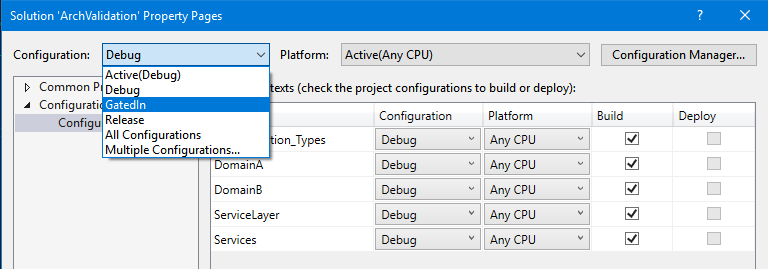 Solution 'ArchValidation' Property Pages
Configuration: Debug Platform: Active(Any CPU) Configuration Manager...
Active(Debug)
Debug
GatedIn
Release
All Configurations
Multiple Configurations...
Common P
Configuration
Configu
texts (check the project configurations to build or deploy):
Configuration Platform Build Deploy
ion_Types Debug Any CPU
DomainA Debug Any CPU
DomainB Debug Any CPU
ServiceLayer Debug Any CPU
Services Debug Any CPU